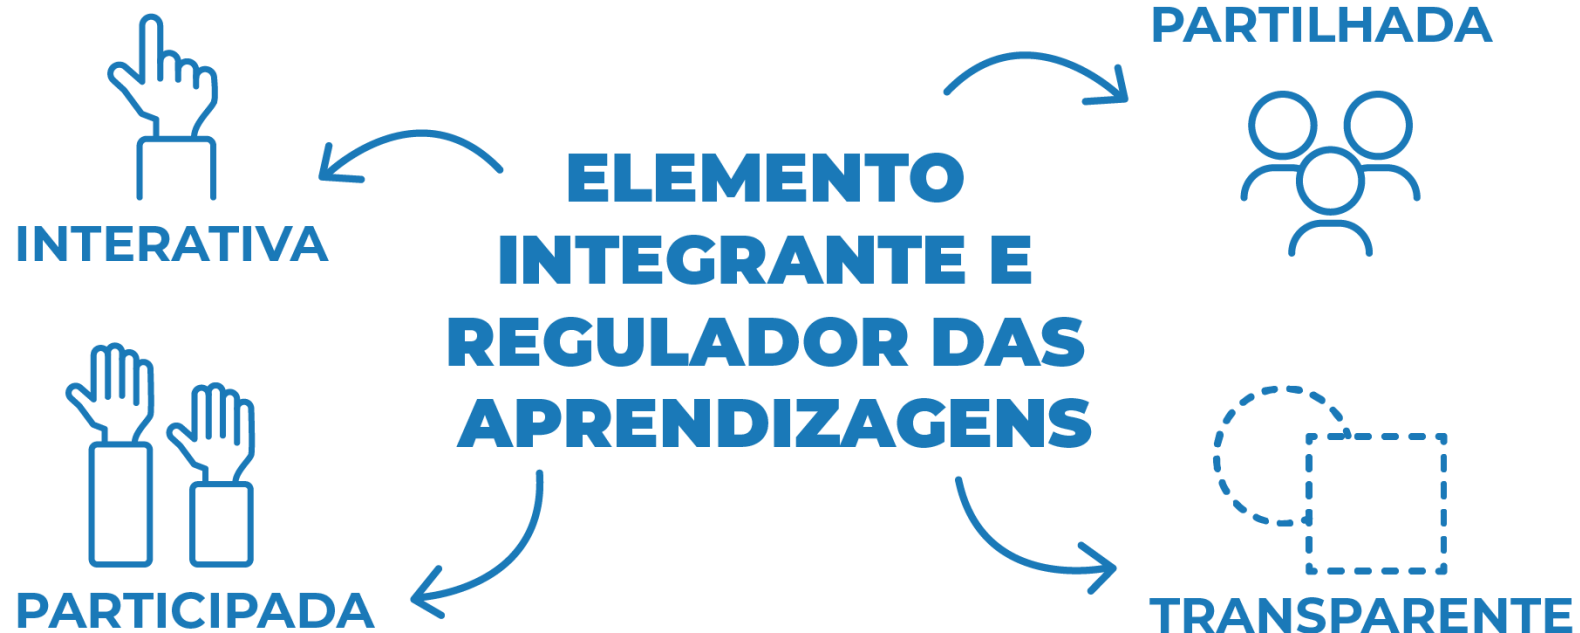 PARTILHADA
INTERATIVA
ELEMENTO
INTEGRANTE E
REGULADOR DAS
APRENDIZAGENS
PARTICIPADA
TRANSPARENTE